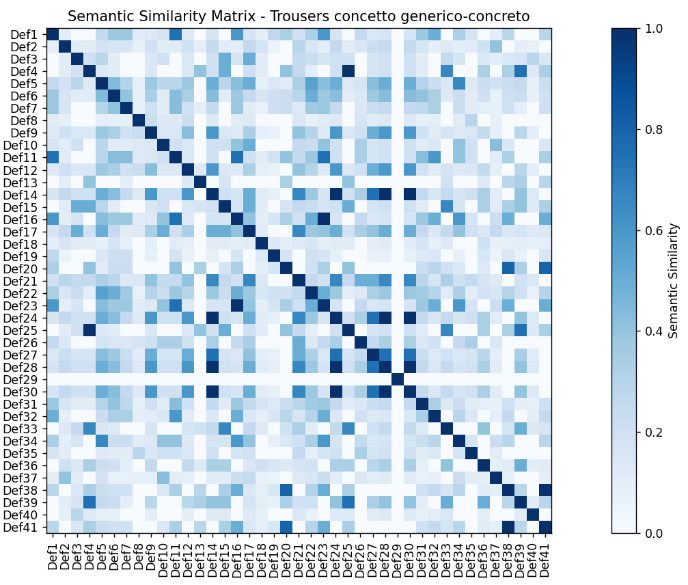 Semantic Similarity Matrix - Trousers concetto generico-concreto
Def1
Def2
Def3
Def4
Def5
Def6
Def7
Def8
Def9
Def10
Def11
Def12
Def13
Def14
Def15
Def16
Def17
Def18
Def19
Def20
Def21
Def22
Def23
Def24
Def25
Def26
Def27
Def28
Def29
Def30
Def31
Def32
Def33
Def34
Def35
Def36
Def37
Def38
Def39
Def40
Def41
Def1 Def2 Def3 Def4 Def5 Def6 Def7 Def8 Def9 Def10 Def11 Def12 Def13 Def14 Def15 Def16 Def17 Def18 Def19 Def20 Def21 Def22 Def23 Def24 Def25 Def26 Def27 Def28 Def29 Def30 Def31 Def32 Def33 Def34 Def35 Def36 Def37 Def38 Def39 Def40 Def41
1.0
0.8
0.6
0.4
0.2
0.0
Semantic Similarity